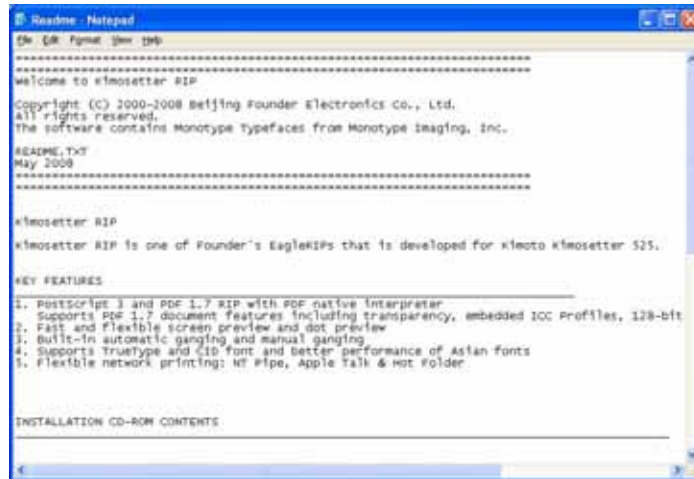 Readme - Notepad
File Edit Format View Help
======================================================================
======================================================================
Welcome to Kimosetter RIP
Copyright (C) 2000-2008 Beijing Founder Electronics Co., Ltd.
All rights reserved.
The software contains Monotype Typefaces from Monotype Imaging, Inc.
README.TXT
May 2008
======================================================================
======================================================================
Kimosetter RIP
Kimosetter RIP is one of Founder's EagleRIPs that is developed for Kimoto Kimosetter 525.
KEY FEATURES
1. PostScript 3 and PDF 1.7 RIP with PDF native interpreter
Supports PDF 1.7 document features including transparency, embedded ICC Profiles, 128-bit
2. Fast and flexible screen preview and dot preview
3. Built-in automatic ganging and manual ganging
4. Supports TrueType and CID font and better performance of Asian fonts
5. Flexible network printing: NT Pipe, Apple Talk & Hot Folder
INSTALLATION CD-ROM CONTENTS